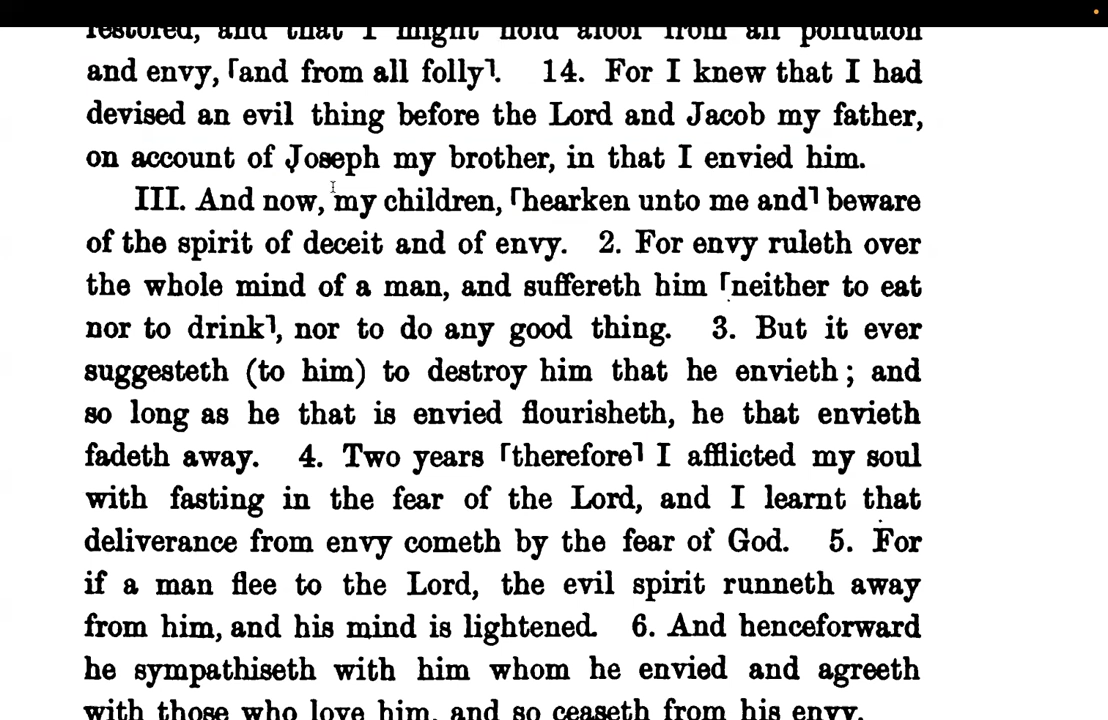 restored, and that I might hold aloof from all pollution
and envy, ⸢and from all folly⸣. 14. For I knew that I had
devised an evil thing before the Lord and Jacob my father,
on account of Joseph my brother, in that I envied him.
III. And now, my children, ⸢hearken unto me and⸣ beware
of the spirit of deceit and of envy. 2. For envy ruleth over
the whole mind of a man, and suffereth him ⸢neither to eat
nor to drink⸣, nor to do any good thing. 3. But it ever
suggesteth (to him) to destroy him that he envieth; and
so long as he that is envied flourisheth, he that envieth
fadeth away. 4. Two years ⸢therefore⸣ I afflicted my soul
with fasting in the fear of the Lord, and I learnt that
deliverance from envy cometh by the fear of God. 5. For
if a man flee to the Lord, the evil spirit runneth away
from him, and his mind is lightened. 6. And henceforward
he sympathiseth with him whom he envied and agreeth
with those who love him, and so ceaseth from his envy.